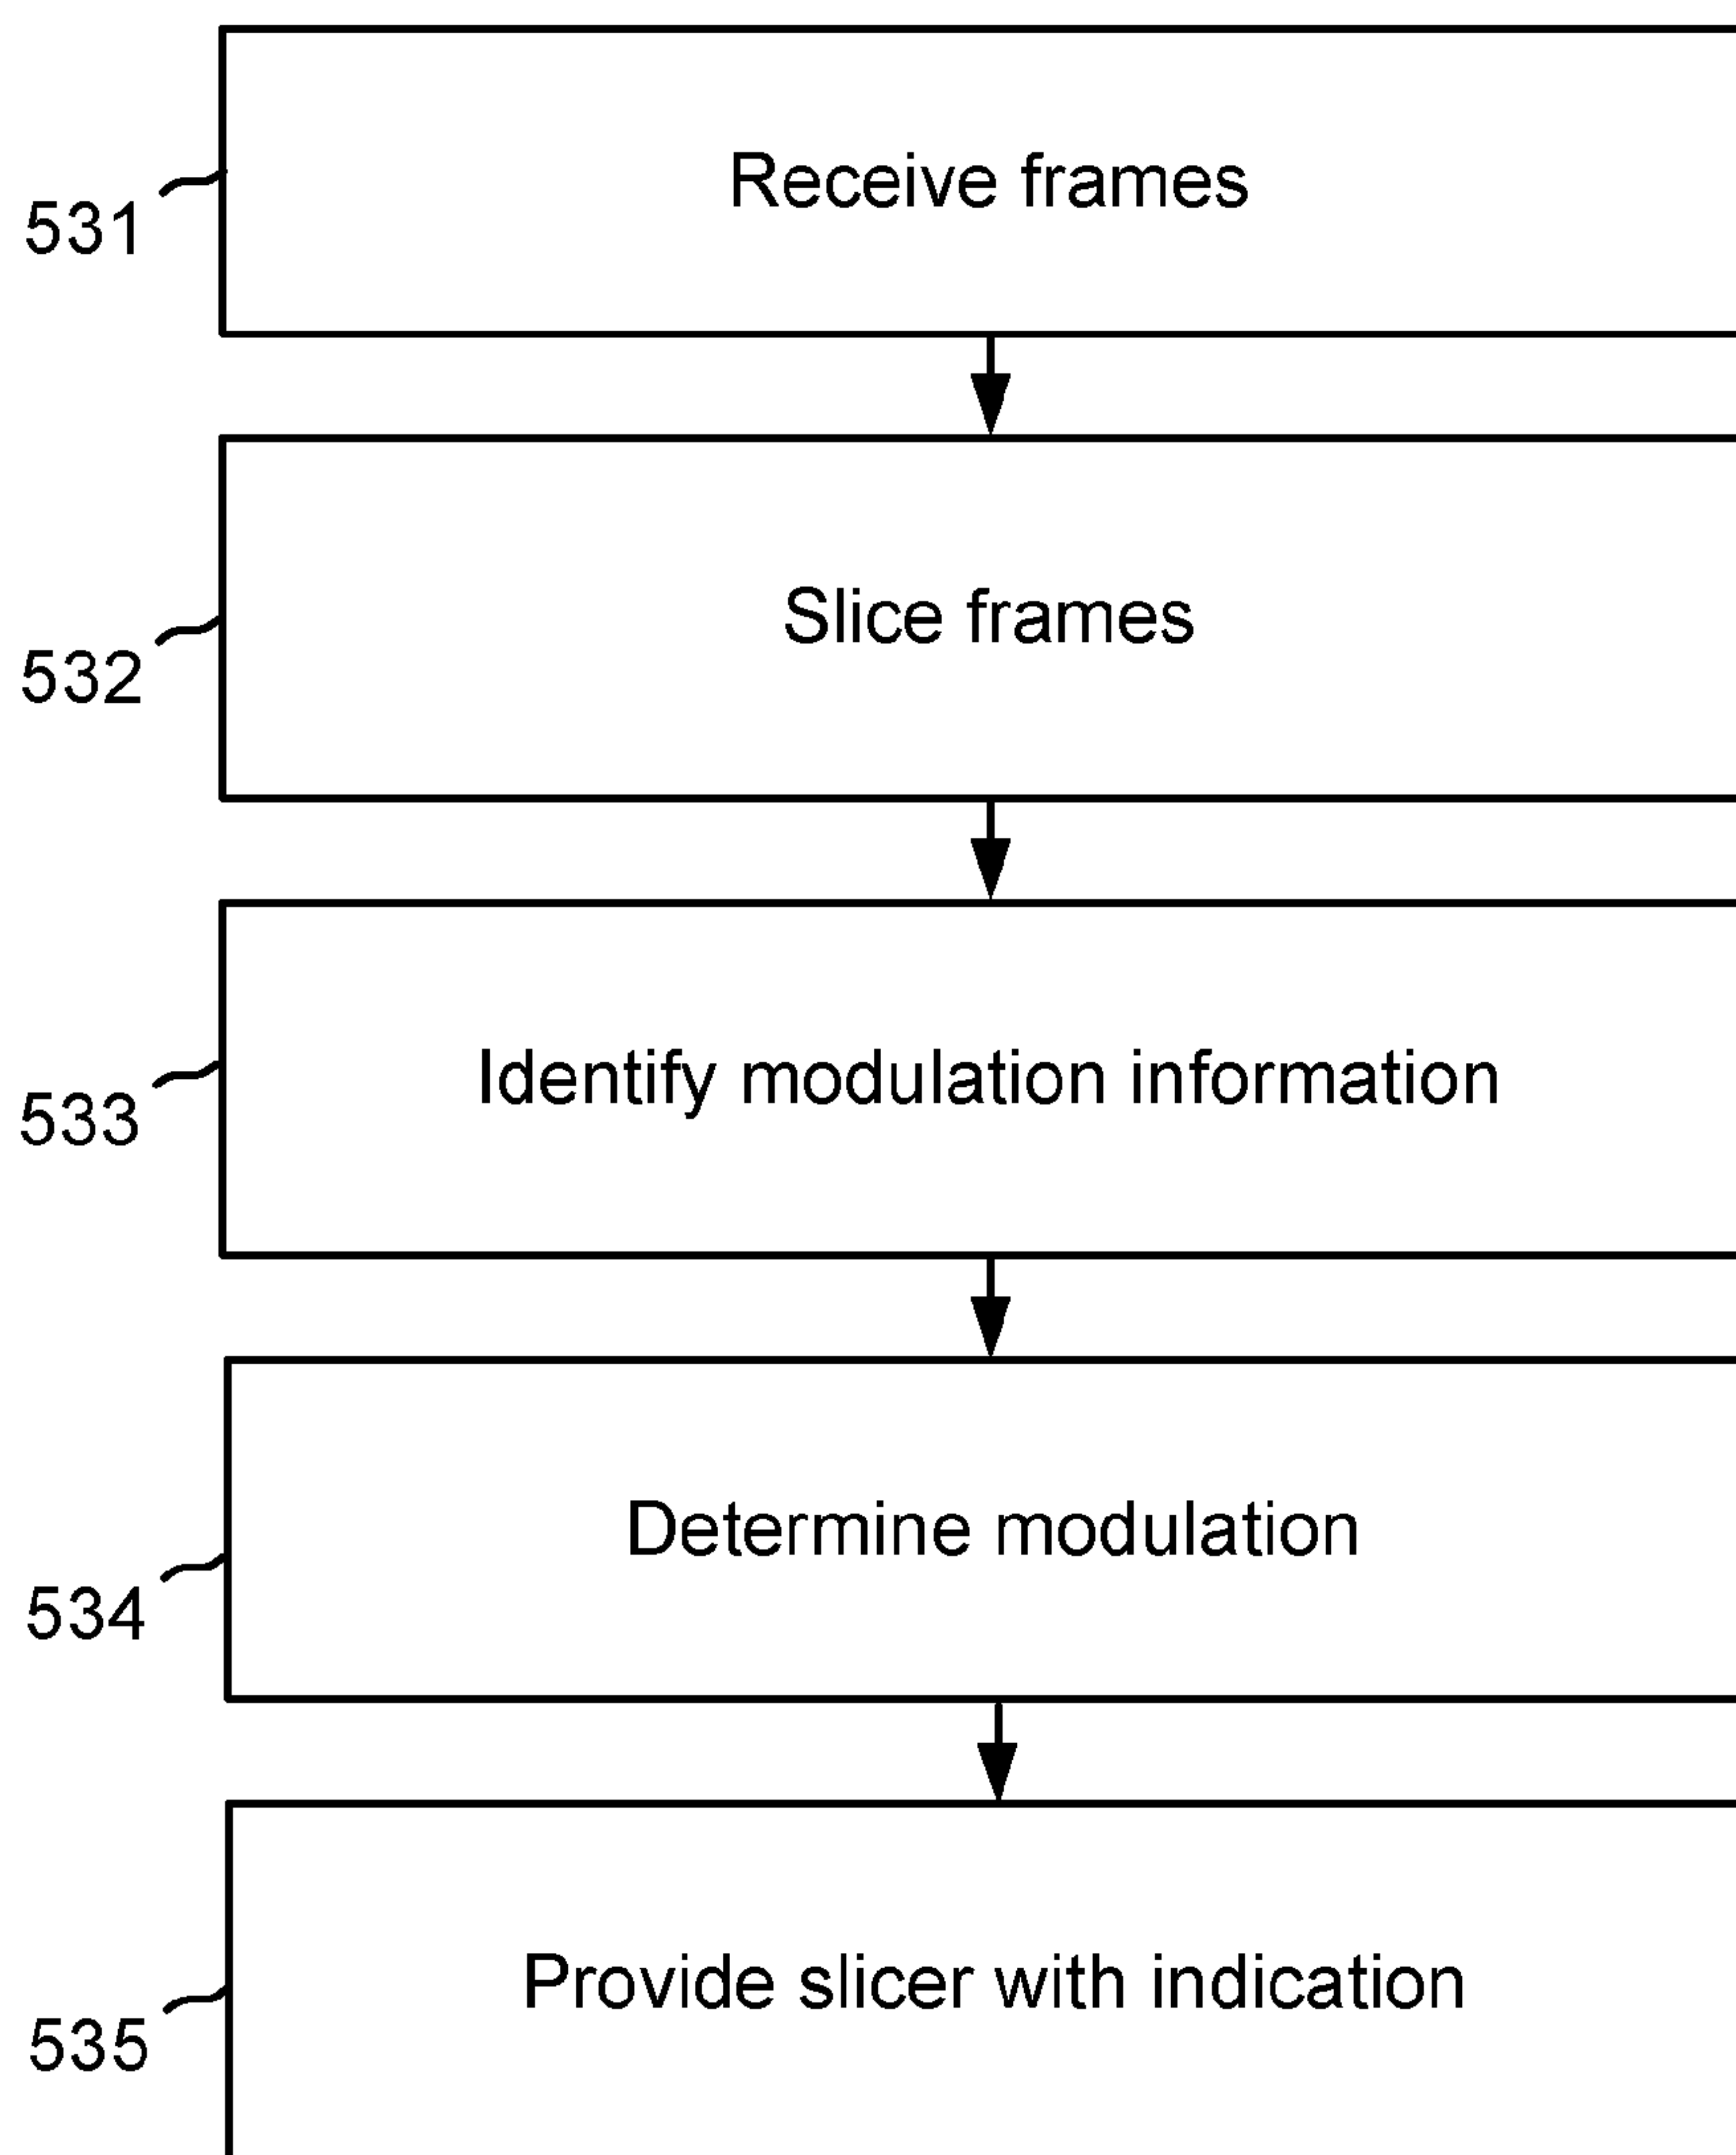 Receive frames
531
Slice frames
532
Identify modulation information
533
Determine modulation
534
Provide slicer with indication
535